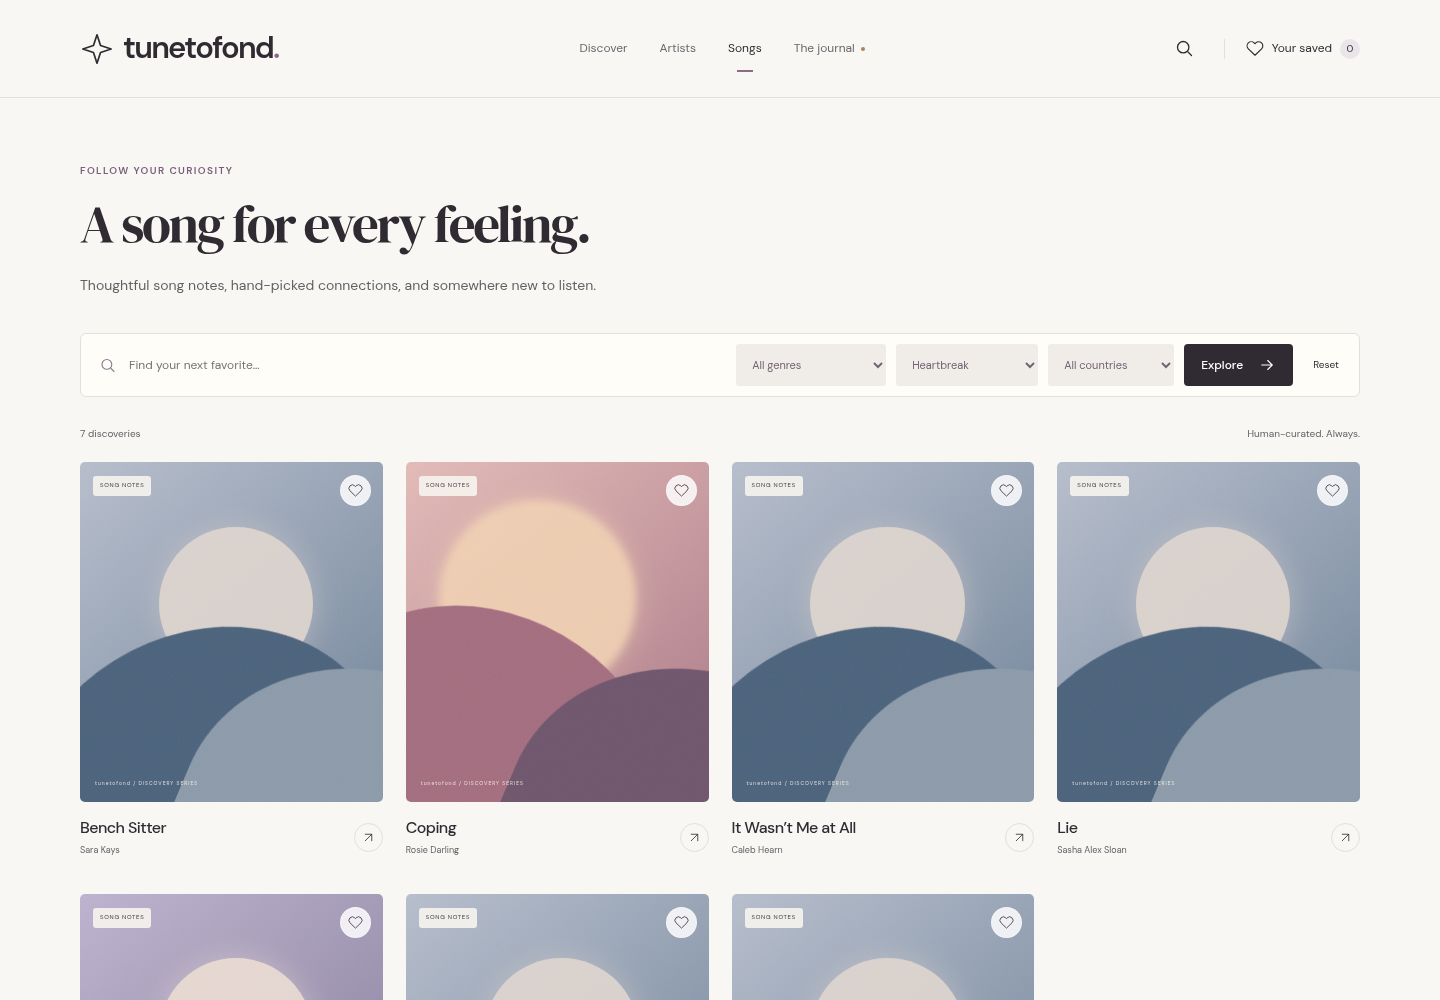 tunetofond.
Discover
Artists
Songs
The journal
Your saved
0
FOLLOW YOUR CURIOSITY
A song for every feeling.
Thoughtful song notes, hand-picked connections, and somewhere new to listen.
Find your next favorite…
All genres
Heartbreak
All countries
Explore
Reset
7 discoveries
Human-curated. Always.
SONG NOTES
SONG NOTES
SONG NOTES
SONG NOTES
tunetofond / DISCOVERY SERIES
tunetofond / DISCOVERY SERIES
tunetofond / DISCOVERY SERIES
tunetofond / DISCOVERY SERIES
Bench Sitter
Sara Kays
Coping
Rosie Darling
It Wasn’t Me at All
Caleb Hearn
Lie
Sasha Alex Sloan
SONG NOTES
SONG NOTES
SONG NOTES